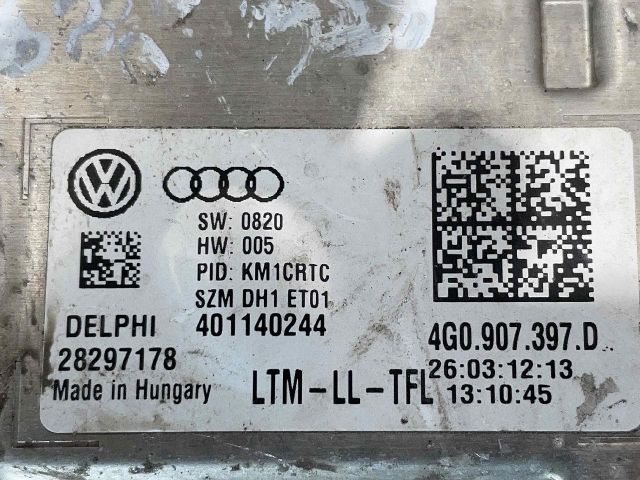 SW: 0820
HW: 005
PID: KM1CRTC
SZM DH1 ET01
401140244
DELPHI
28297178
Made in Hungary
LTM-LL-TFL
4G0.907.397.D
26:03:12:13
13:10:45